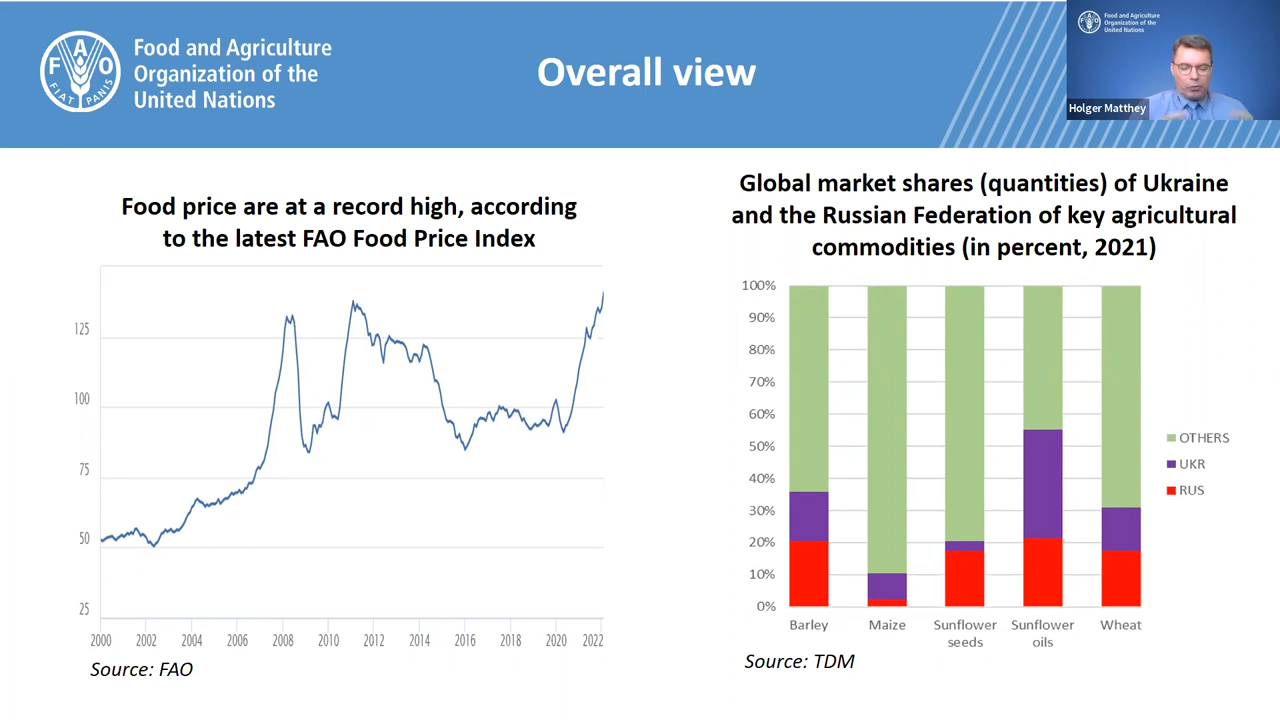 Food and Agriculture
Organization of the
United Nations
F A O
FIAT PANIS
Overall view
Food and Agriculture
Organization of the
United Nations
Holger Matthey
Food price are at a record high, according
to the latest FAO Food Price Index
125
100
75
50
25
2000 2002 2004 2006 2008 2010 2012 2014 2016 2018 2020 2022
Source: FAO
Global market shares (quantities) of Ukraine
and the Russian Federation of key agricultural
commodities (in percent, 2021)
100%
90%
80%
70%
60%
50%
40%
30%
20%
10%
0%
Barley Maize Sunflower Sunflower Wheat
seeds oils
OTHERS
UKR
RUS
Source: TDM